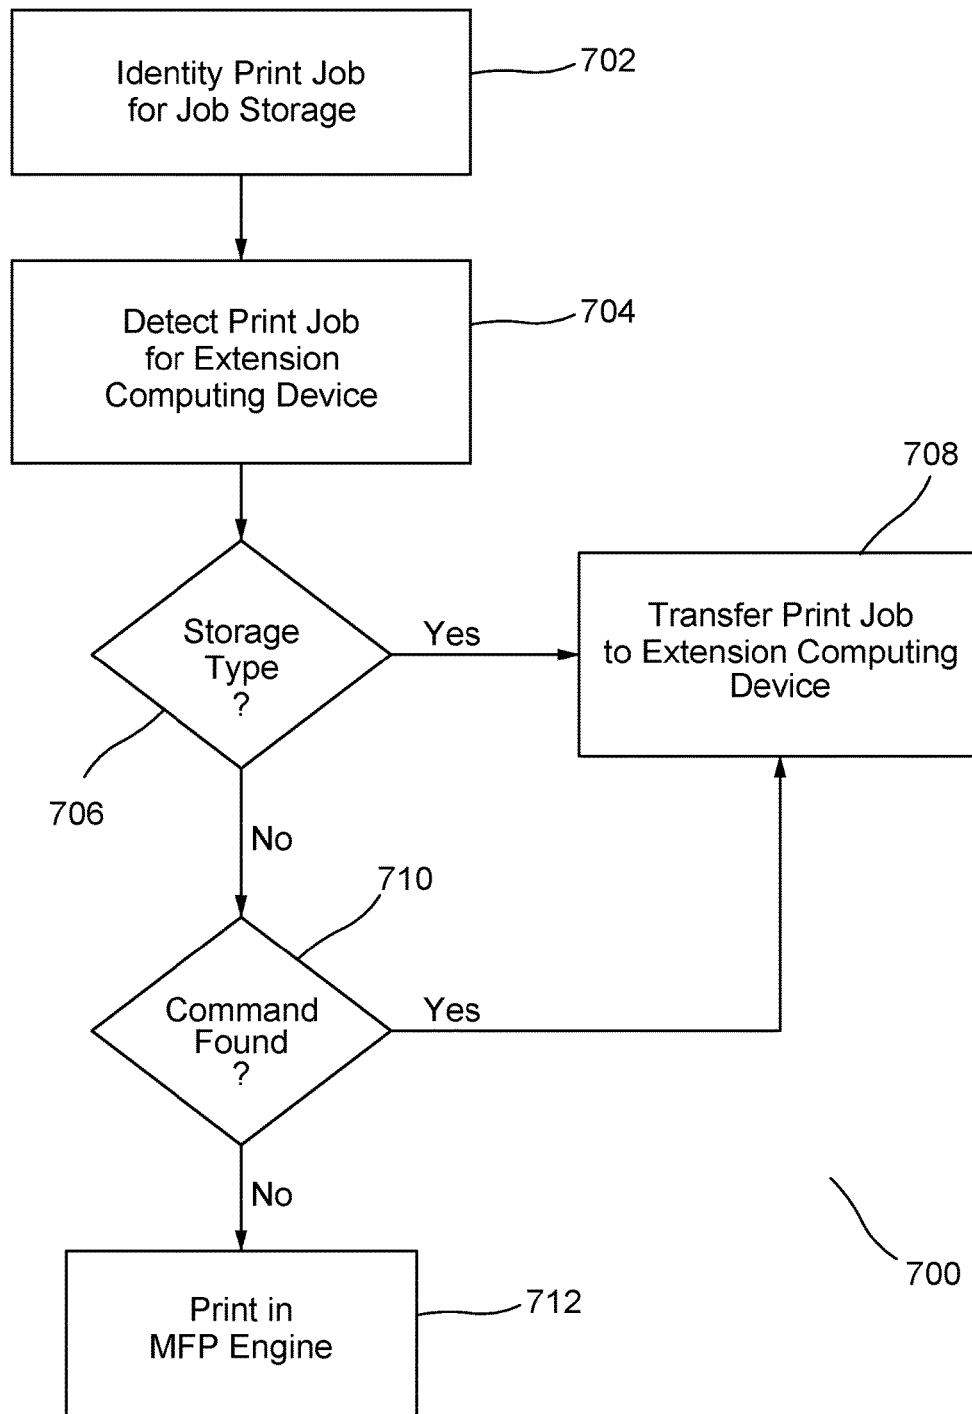 Identity Print Job
for Job Storage
702
Detect Print Job
for Extension
Computing Device
704
708
Transfer Print Job
to Extension Computing
Device
Storage
Type
?
Yes
706
No
710
Command
Found
?
Yes
No
700
Print in
MFP Engine
712